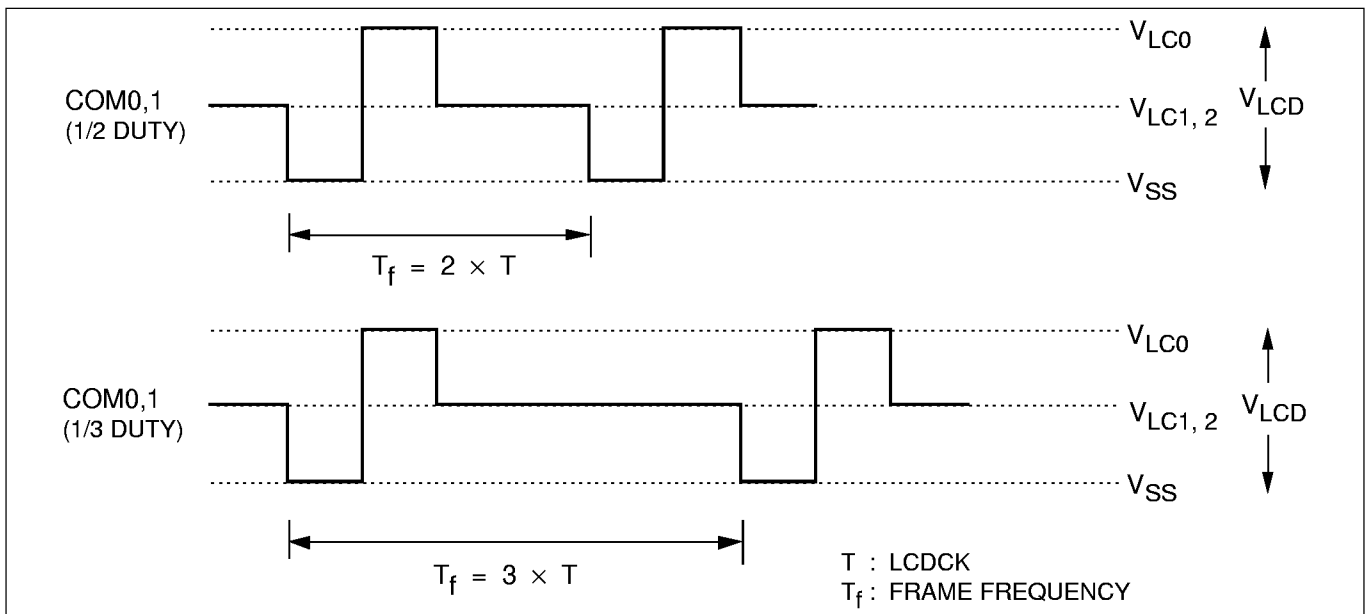 V_LC0
COM0,1
(1/2 DUTY)
V_LC1, 2
V_LCD
V_SS
T_f = 2 × T
V_LC0
COM0,1
(1/3 DUTY)
V_LC1, 2
V_LCD
V_SS
T_f = 3 × T
T : LCDCK
T_f : FRAME FREQUENCY